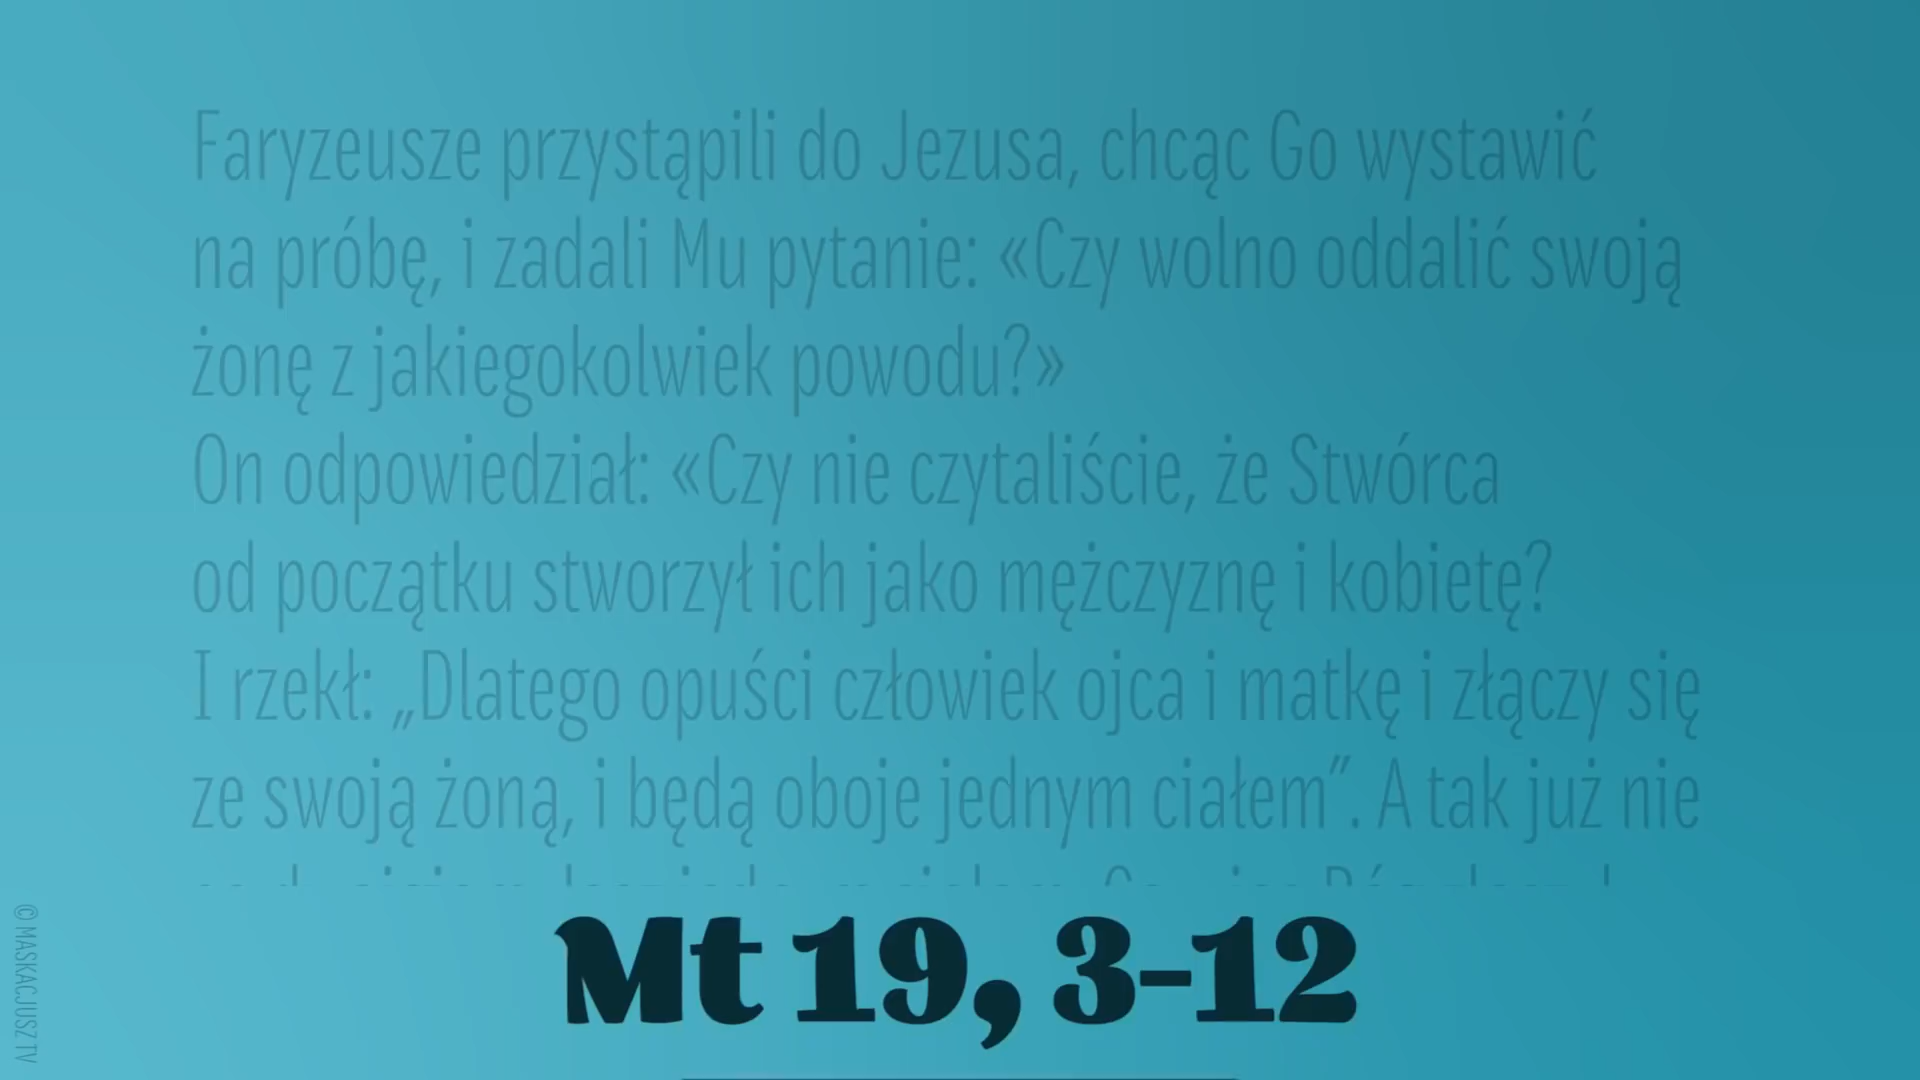 Faryzeusze przystąpili do Jezusa, chcąc Go wystawić
na próbę, i zadali Mu pytanie: «Czy wolno oddalić swoją
żonę z jakiegokolwiek powodu?»
On odpowiedział: «Czy nie czytaliście, że Stwórca
od początku stworzył ich jako mężczyznę i kobietę?
I rzekł: „Dlatego opuści człowiek ojca i matkę i złączy się
ze swoją żoną, i będą oboje jednym ciałem”. A tak już nie
Mt 19, 3-12
© MASKACJUSZ TV